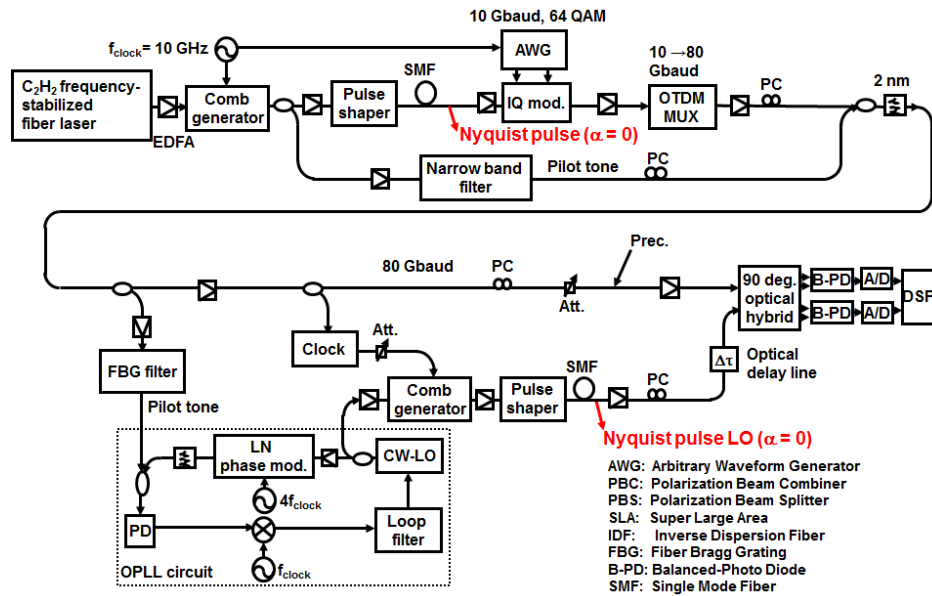 10 Gbaud, 64 QAM
f_clock = 10 GHz
AWG
10 → 80
Gbaud
SMF
2 nm
C₂H₂ frequency-
stabilized
fiber laser
Comb
generator
Pulse
shaper
IQ mod.
OTDM
MUX
PC
EDFA
Nyquist pulse (α = 0)
Narrow band
filter
Pilot tone
PC
80 Gbaud
PC
Prec.
Att.
90 deg.
optical
hybrid
B-PD
A/D
B-PD
A/D
DSP
Clock
Att.
FBG filter
Pilot tone
Comb
generator
Pulse
shaper
SMF
PC
Δτ
Optical
delay line
Nyquist pulse LO (α = 0)
LN
phase mod.
CW-LO
4f_clock
PD
Loop
filter
f_clock
OPLL circuit
AWG: Arbitrary Waveform Generator
PBC: Polarization Beam Combiner
PBS: Polarization Beam Splitter
SLA: Super Large Area
IDF: Inverse Dispersion Fiber
FBG: Fiber Bragg Grating
B-PD: Balanced-Photo Diode
SMF: Single Mode Fiber